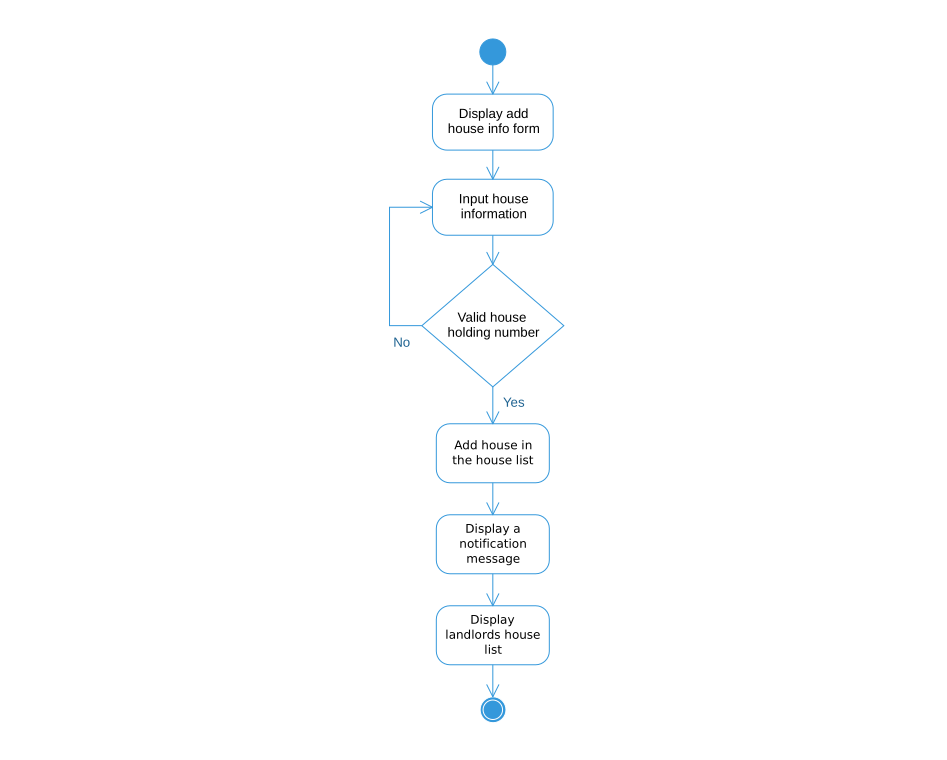 Display add
house info form
Input house
information
Valid house
holding number
No
Yes
Add house in
the house list
Display a
notification
message
Display
landlords house
list